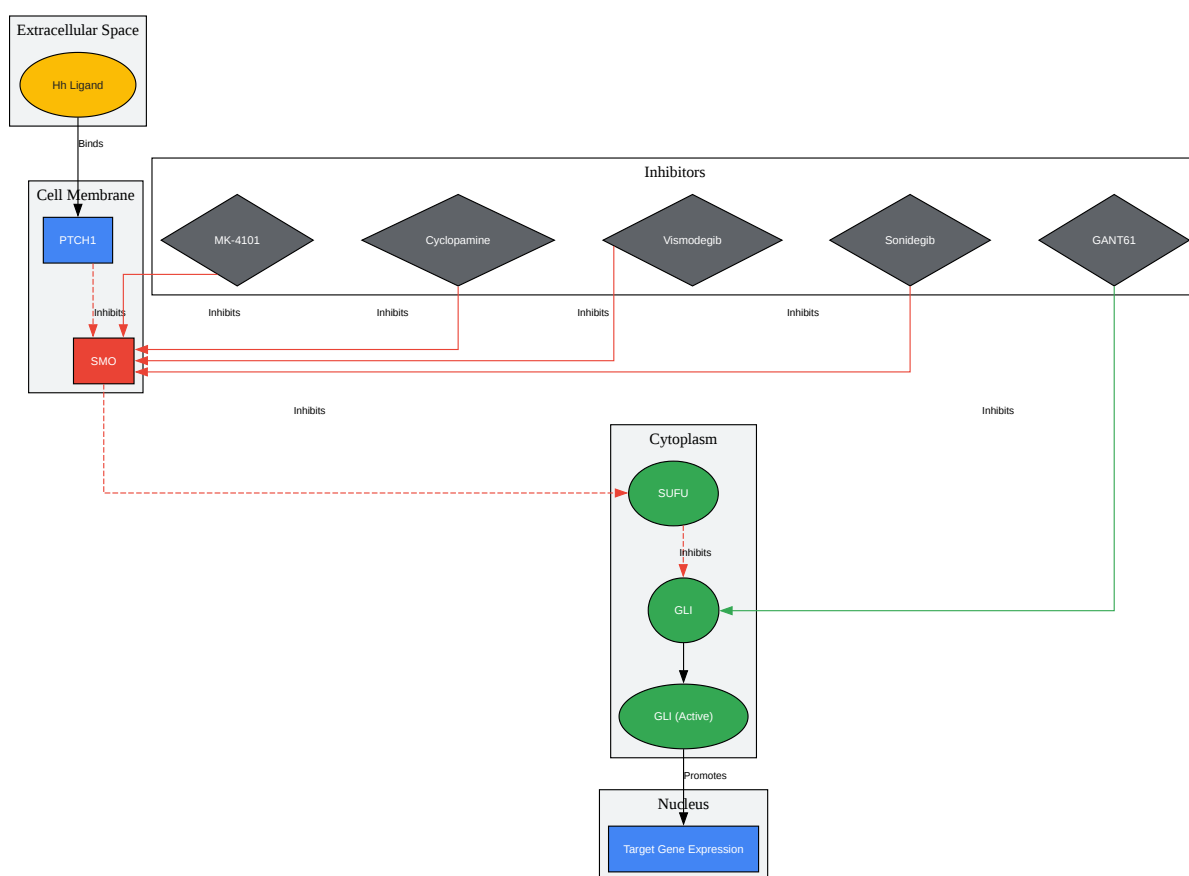 Extracellular Space
Hh Ligand
Binds
Inhibitors
Cell Membrane
PTCH1
MK-4101
Cyclopamine
Vismodegib
Sonidegib
GANT61
Inhibits
Inhibits
Inhibits
Inhibits
Inhibits
SMO
Inhibits
Inhibits
Cytoplasm
SUFU
Inhibits
GLI
GLI (Active)
Promotes
Nucleus
Target Gene Expression